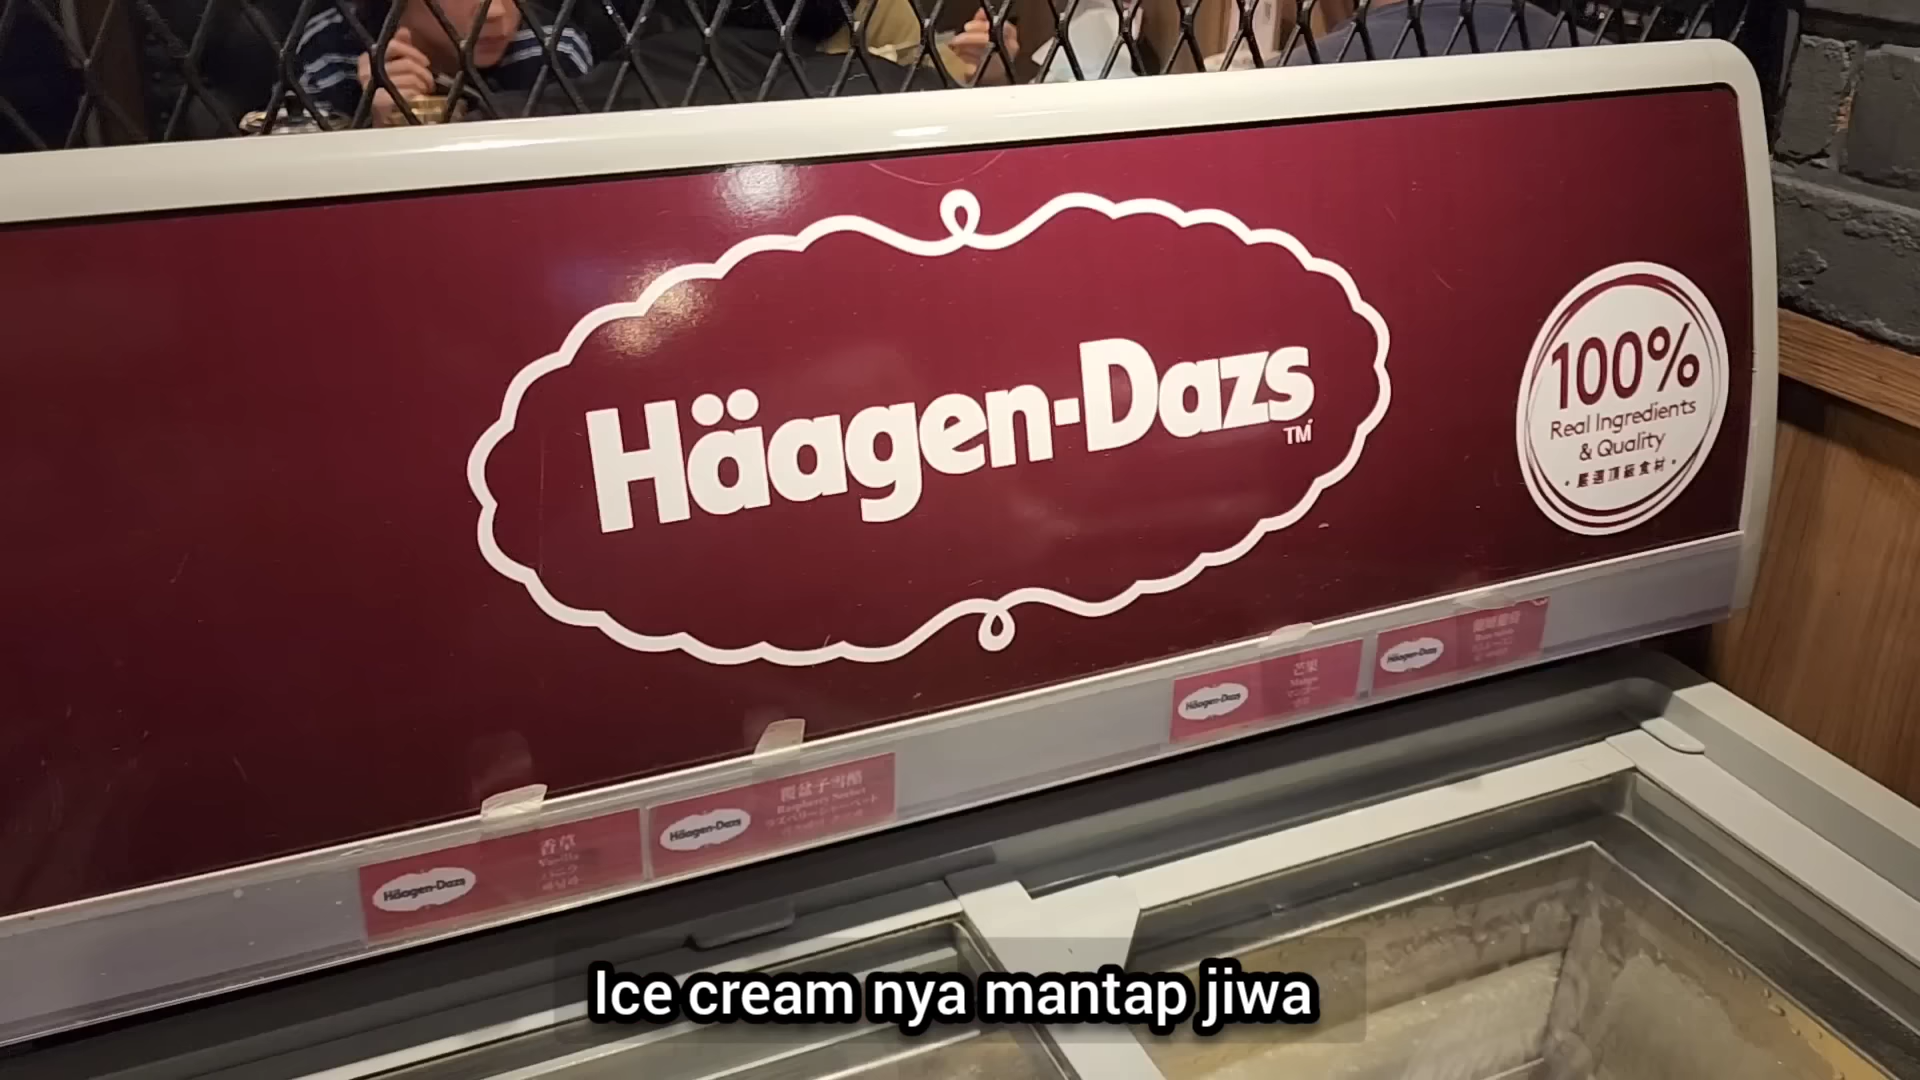 Häagen-Dazs
TM
100%
Real Ingredients
& Quality
• 嚴選頂級食材 •
Häagen-Dazs
芒果
Mango
Häagen-Dazs
Häagen-Dazs
覆盆子雪酪
Raspberry Sorbet
Häagen-Dazs
香草
Vanilla
Ice cream nya mantap jiwa